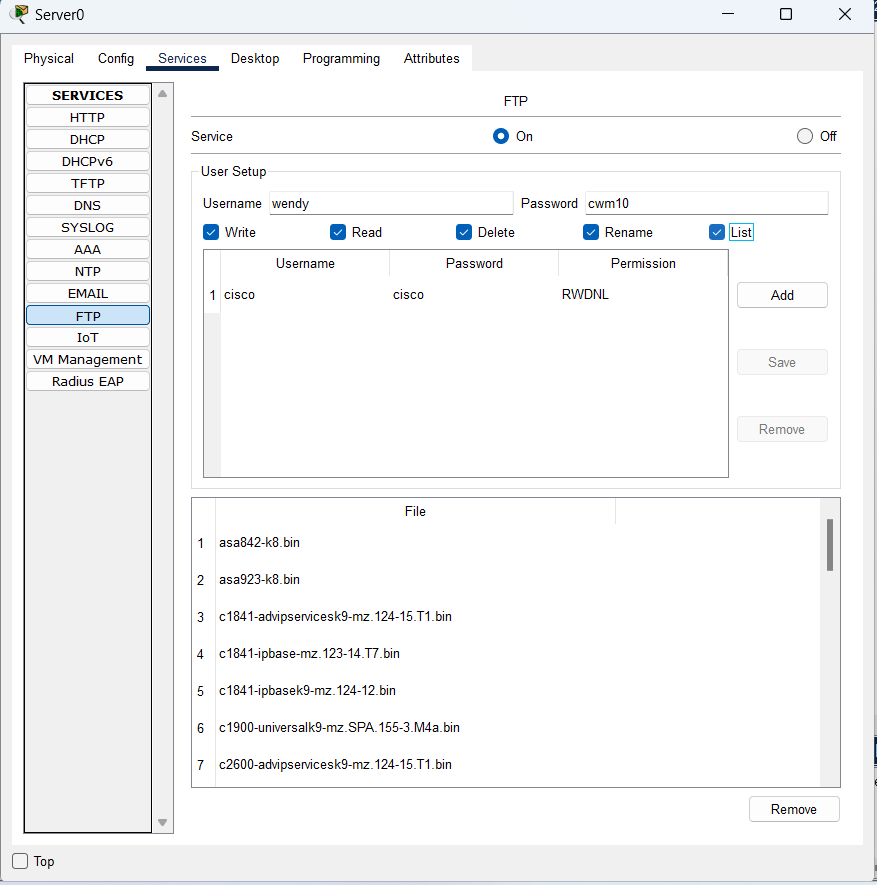 Server0
Physical Config Services Desktop Programming Attributes
SERVICES
HTTP
DHCP
DHCPv6
TFTP
DNS
SYSLOG
AAA
NTP
EMAIL
FTP
IoT
VM Management
Radius EAP
FTP
Service On Off
User Setup
Username wendy Password cwm10
Write Read Delete Rename List
Username Password Permission
1 cisco cisco RWDNL
Add
Save
Remove
File
1 asa842-k8.bin
2 asa923-k8.bin
3 c1841-advipservicesk9-mz.124-15.T1.bin
4 c1841-ipbase-mz.123-14.T7.bin
5 c1841-ipbasek9-mz.124-12.bin
6 c1900-universalk9-mz.SPA.155-3.M4a.bin
7 c2600-advipservicesk9-mz.124-15.T1.bin
Remove
Top